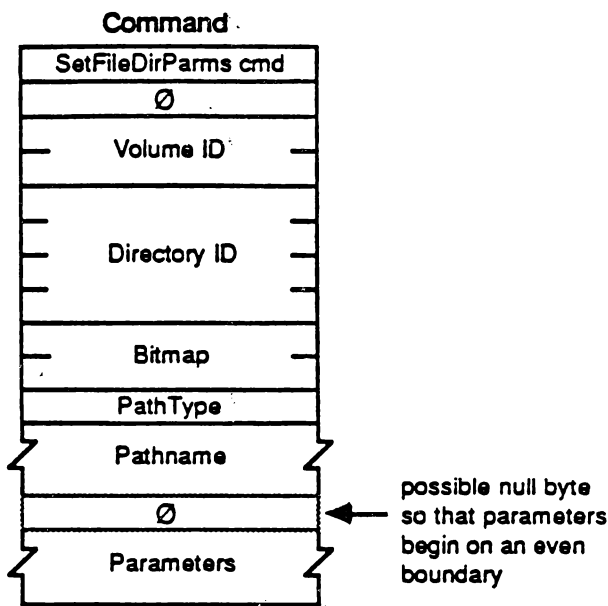 Command
SetFileDirParms cmd
Ø
Volume ID
Directory ID
Bitmap
PathType
Pathname
Ø
Parameters
possible null byte
so that parameters
begin on an even
boundary